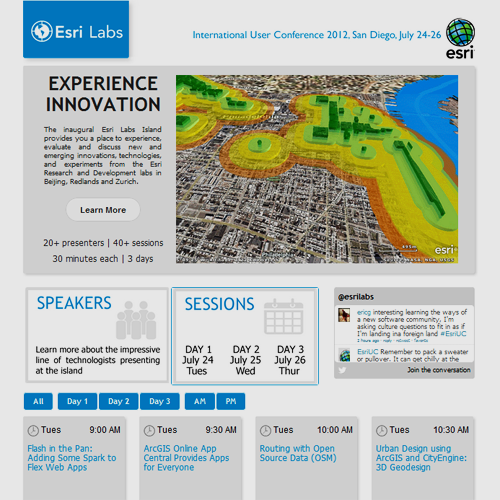 Esri Labs
International User Conference 2012, San Diego, July 24-26
esri
EXPERIENCE
INNOVATION
The inaugural Esri Labs Island
provides you a place to experience,
evaluate and discuss new and
emerging innovations, technologies,
and experiments from the Esri
Research and Development labs in
Beijing, Redlands and Zurich.
Learn More
20+ presenters | 40+ sessions
30 minutes each | 3 days
esri
SPEAKERS
Learn more about the impressive
line of technologists presenting
at the island
SESSIONS
DAY 1 DAY 2 DAY 3
July 24 July 25 July 26
Tues Wed Thur
@esrilabs
ericg interesting learning the ways of
a new software community, I'm
asking culture questions to fit in as if
I'm landing ina foreign land #EsriUC
2 hours ago · reply · retweet · favorite
EsriUC Remember to pack a sweater
or pullover. It can get chilly at the
Join the conversation
All Day 1 Day 2 Day 3 AM PM
Tues 9:00 AM
Flash in the Pan:
Adding Some Spark to
Flex Web Apps
Tues 9:30 AM
ArcGIS Online App
Central Provides Apps
for Everyone
Tues 10:00 AM
Routing with Open
Source Data (OSM)
Tues 10:30 AM
Urban Design using
ArcGIS and CityEngine:
3D Geodesign